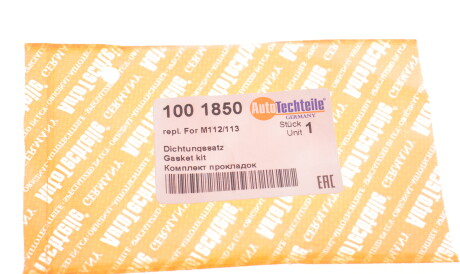 100 1850
AutoTechteile
GERMANY
repl. For M112/113
Stück
Unit 1
Dichtungssatz
Gasket kit
Комплект прокладок
EAC